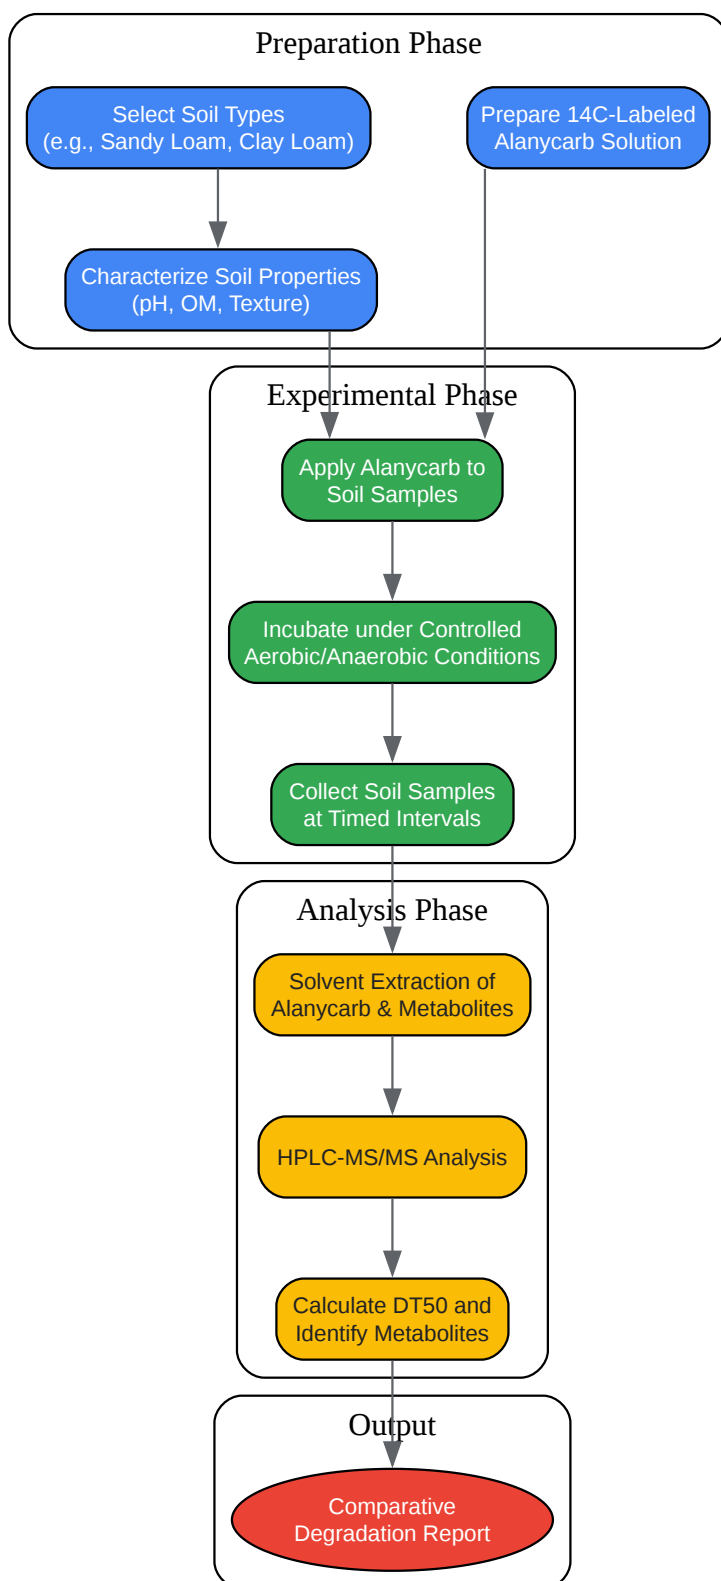 Preparation Phase
Select Soil Types
(e.g., Sandy Loam, Clay Loam)
Prepare 14C-Labeled
Alanycarb Solution
Characterize Soil Properties
(pH, OM, Texture)
Experimental Phase
Apply Alanycarb to
Soil Samples
Incubate under Controlled
Aerobic/Anaerobic Conditions
Collect Soil Samples
at Timed Intervals
Analysis Phase
Solvent Extraction of
Alanycarb & Metabolites
HPLC-MS/MS Analysis
Calculate DT50 and
Identify Metabolites
Output
Comparative
Degradation Report